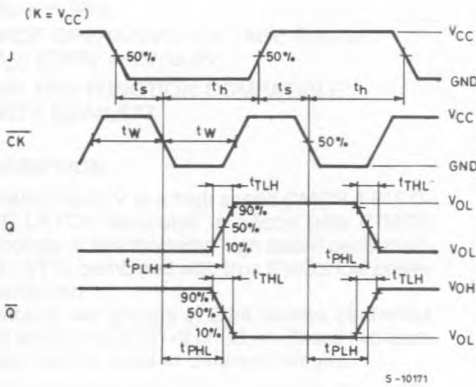 (K = VCC)
J
50%
ts
th
50%
ts
th
VCC
GND
CK
tW
tW
50%
VCC
GND
Q
tTLH
90%
50%
10%
tPLH
tTHL
tPHL
VOL
VOL
Q
tTHL
90%
50%
10%
tPHL
tTLH
tPLH
VOH
VOL
S-10171